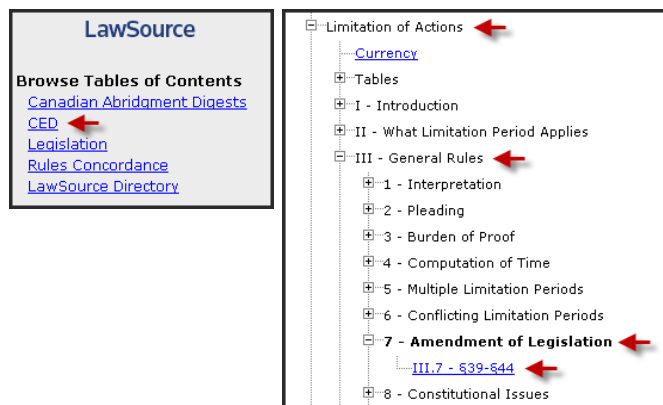 LawSource
Browse Tables of Contents
Canadian Abridgment Digests
CED
Legislation
Rules Concordance
LawSource Directory
Limitation of Actions
Currency
Tables
I - Introduction
II - What Limitation Period Applies
III - General Rules
1 - Interpretation
2 - Pleading
3 - Burden of Proof
4 - Computation of Time
5 - Multiple Limitation Periods
6 - Conflicting Limitation Periods
7 - Amendment of Legislation
III.7 - §39-§44
8 - Constitutional Issues